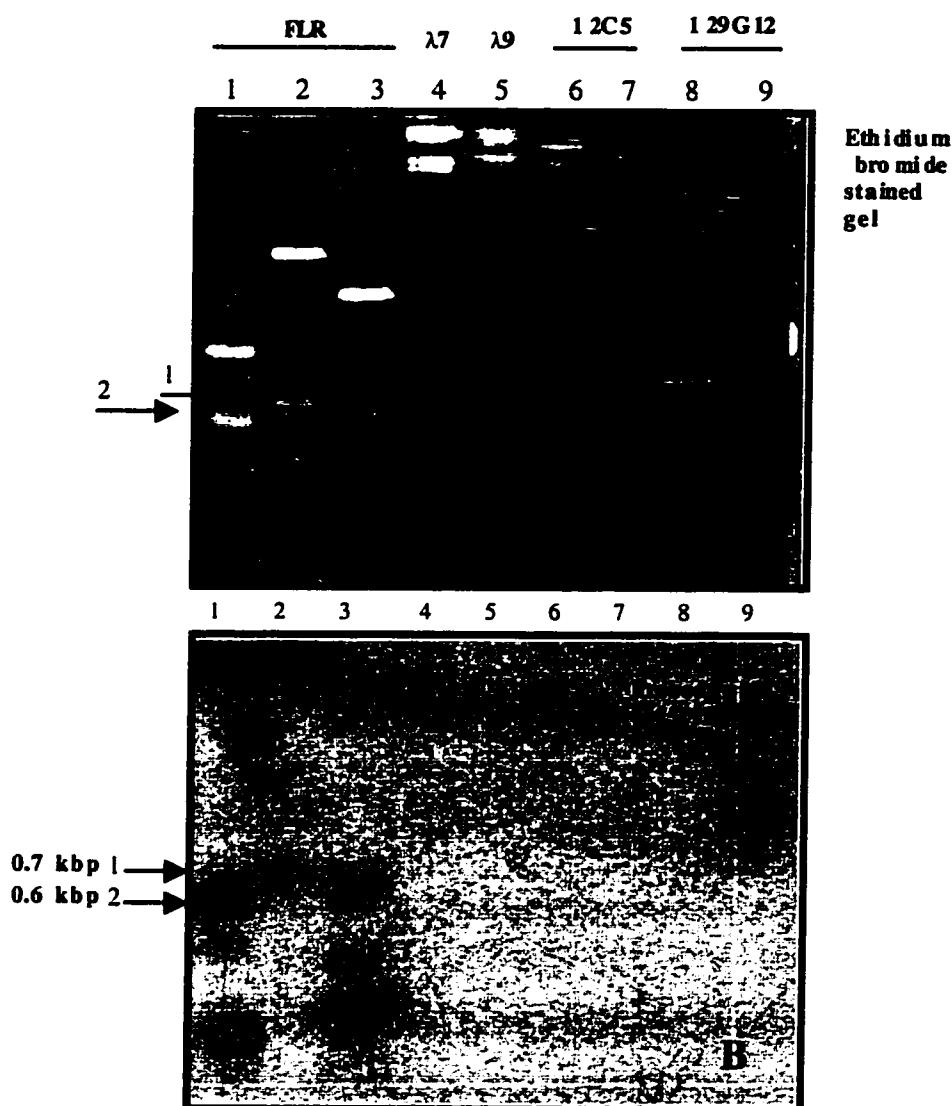 FLR λ7 λ9 1 2C5 1 29G12
1 2 3 4 5 6 7 8 9
Ethidium
bromide
stained
gel
1
2
1 2 3 4 5 6 7 8 9
0.7 kbp 1
0.6 kbp 2
B